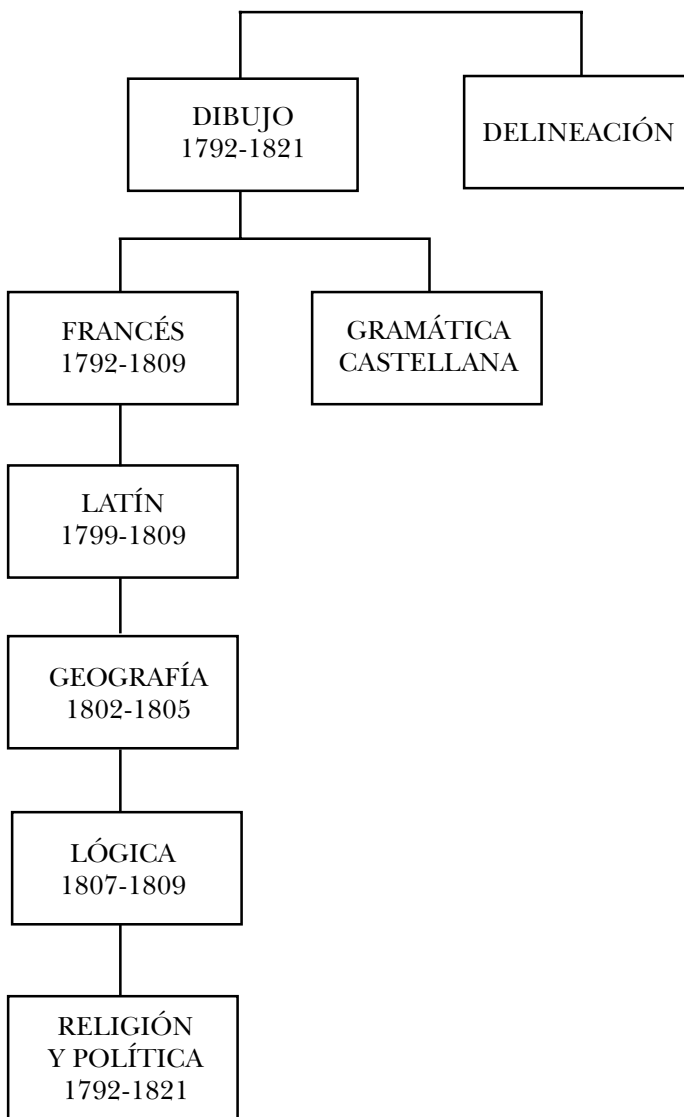 DIBUJO
1792-1821
DELINEACIÓN
FRANCÉS
1792-1809
GRAMÁTICA
CASTELLANA
LATÍN
1799-1809
GEOGRAFÍA
1802-1805
LÓGICA
1807-1809
RELIGIÓN
Y POLÍTICA
1792-1821